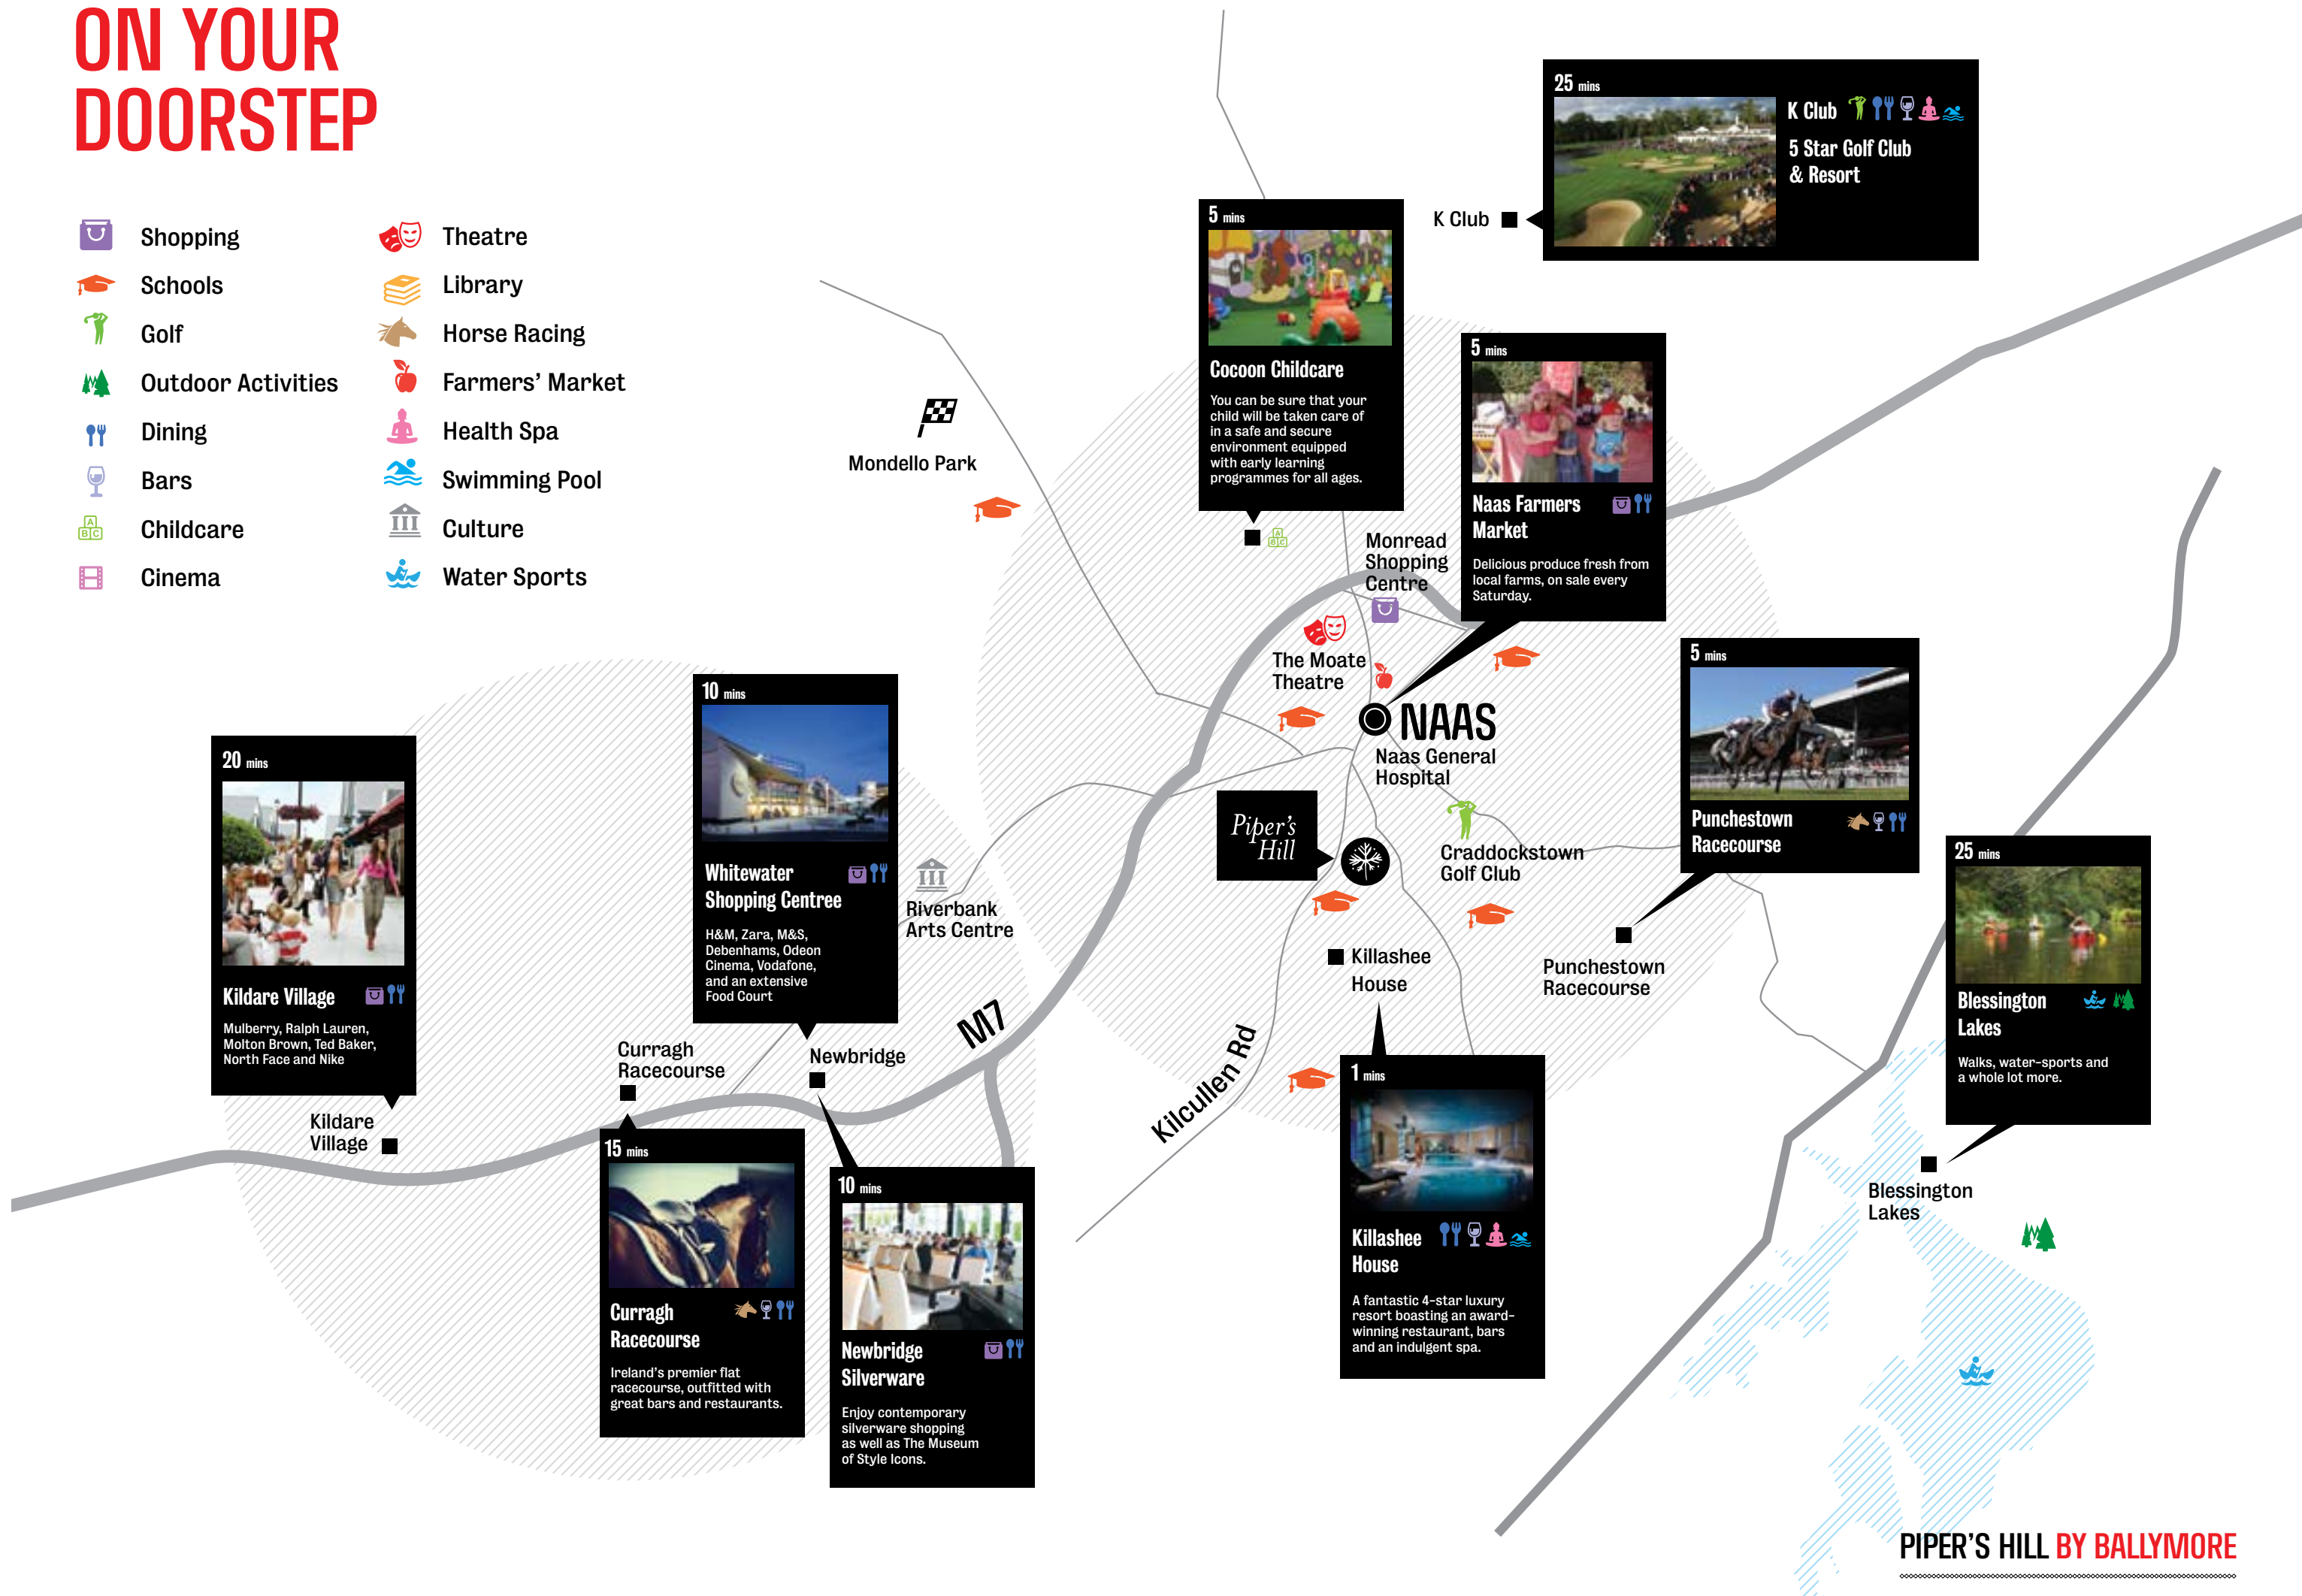 ON YOUR
DOORSTEP
Shopping
Schools
Golf
Outdoor Activities
Dining
Bars
Childcare
Cinema
Theatre
Library
Horse Racing
Farmers’ Market
Health Spa
Swimming Pool
Culture
Water Sports
25 mins
K Club
5 Star Golf Club
& Resort
K Club
5 mins
Cocoon Childcare
You can be sure that your
child will be taken care of
in a safe and secure
environment equipped
with early learning
programmes for all ages.
5 mins
Naas Farmers
Market
Delicious produce fresh from
local farms, on sale every
Saturday.
Mondello Park
Monread
Shopping
Centre
The Moate
Theatre
NAAS
Naas General
Hospital
5 mins
Punchestown
Racecourse
Punchestown
Racecourse
Piper’s
Hill
Craddockstown
Golf Club
Killashee
House
10 mins
Whitewater
Shopping Centree
H&M, Zara, M&S,
Debenhams, Odeon
Cinema, Vodafone,
and an extensive
Food Court
20 mins
Kildare Village
Mulberry, Ralph Lauren,
Molton Brown, Ted Baker,
North Face and Nike
Kildare
Village
Riverbank
Arts Centre
M7
Kilcullen Rd
Curragh
Racecourse
Newbridge
15 mins
Curragh
Racecourse
Ireland’s premier flat
racecourse, outfitted with
great bars and restaurants.
10 mins
Newbridge
Silverware
Enjoy contemporary
silverware shopping
as well as The Museum
of Style Icons.
1 mins
Killashee
House
A fantastic 4-star luxury
resort boasting an award-
winning restaurant, bars
and an indulgent spa.
25 mins
Blessington
Lakes
Walks, water-sports and
a whole lot more.
Blessington
Lakes
PIPER’S HILL BY BALLYMORE